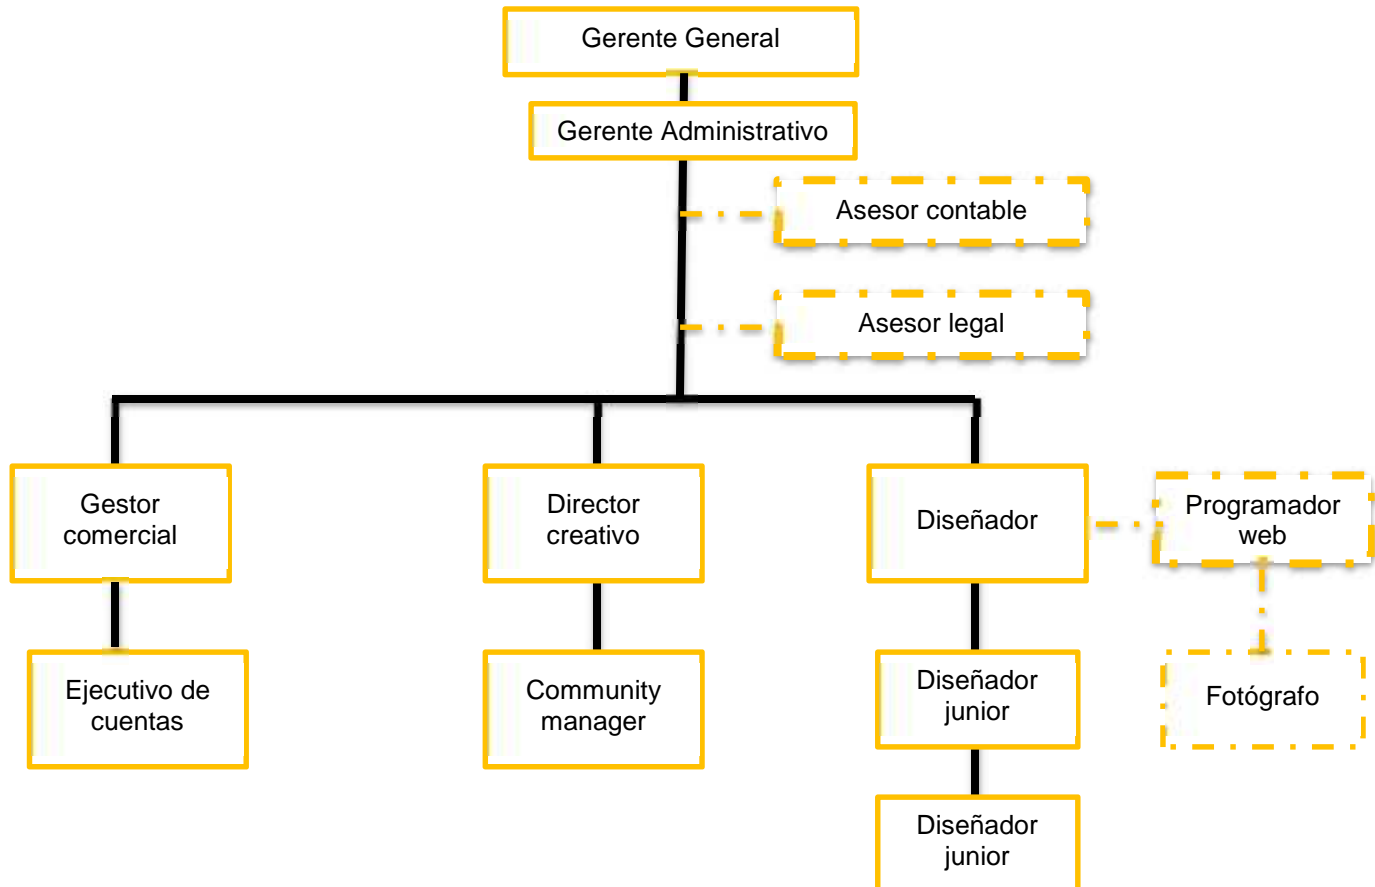 Gerente General
Gerente Administrativo
Asesor contable
Asesor legal
Gestor
comercial
Director
creativo
Diseñador
Programador
web
Ejecutivo de
cuentas
Community
manager
Diseñador
junior
Fotógrafo
Diseñador
junior